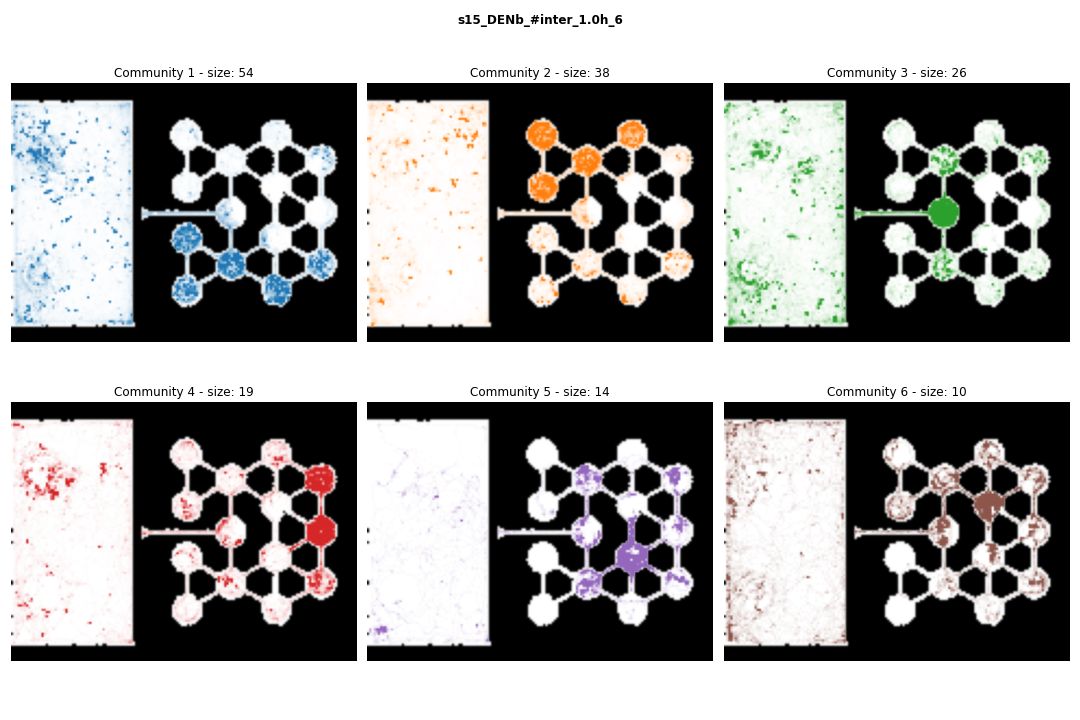 s15_DENb_#inter_1.0h_6
Community 1 - size: 54
Community 2 - size: 38
Community 3 - size: 26
Community 4 - size: 19
Community 5 - size: 14
Community 6 - size: 10